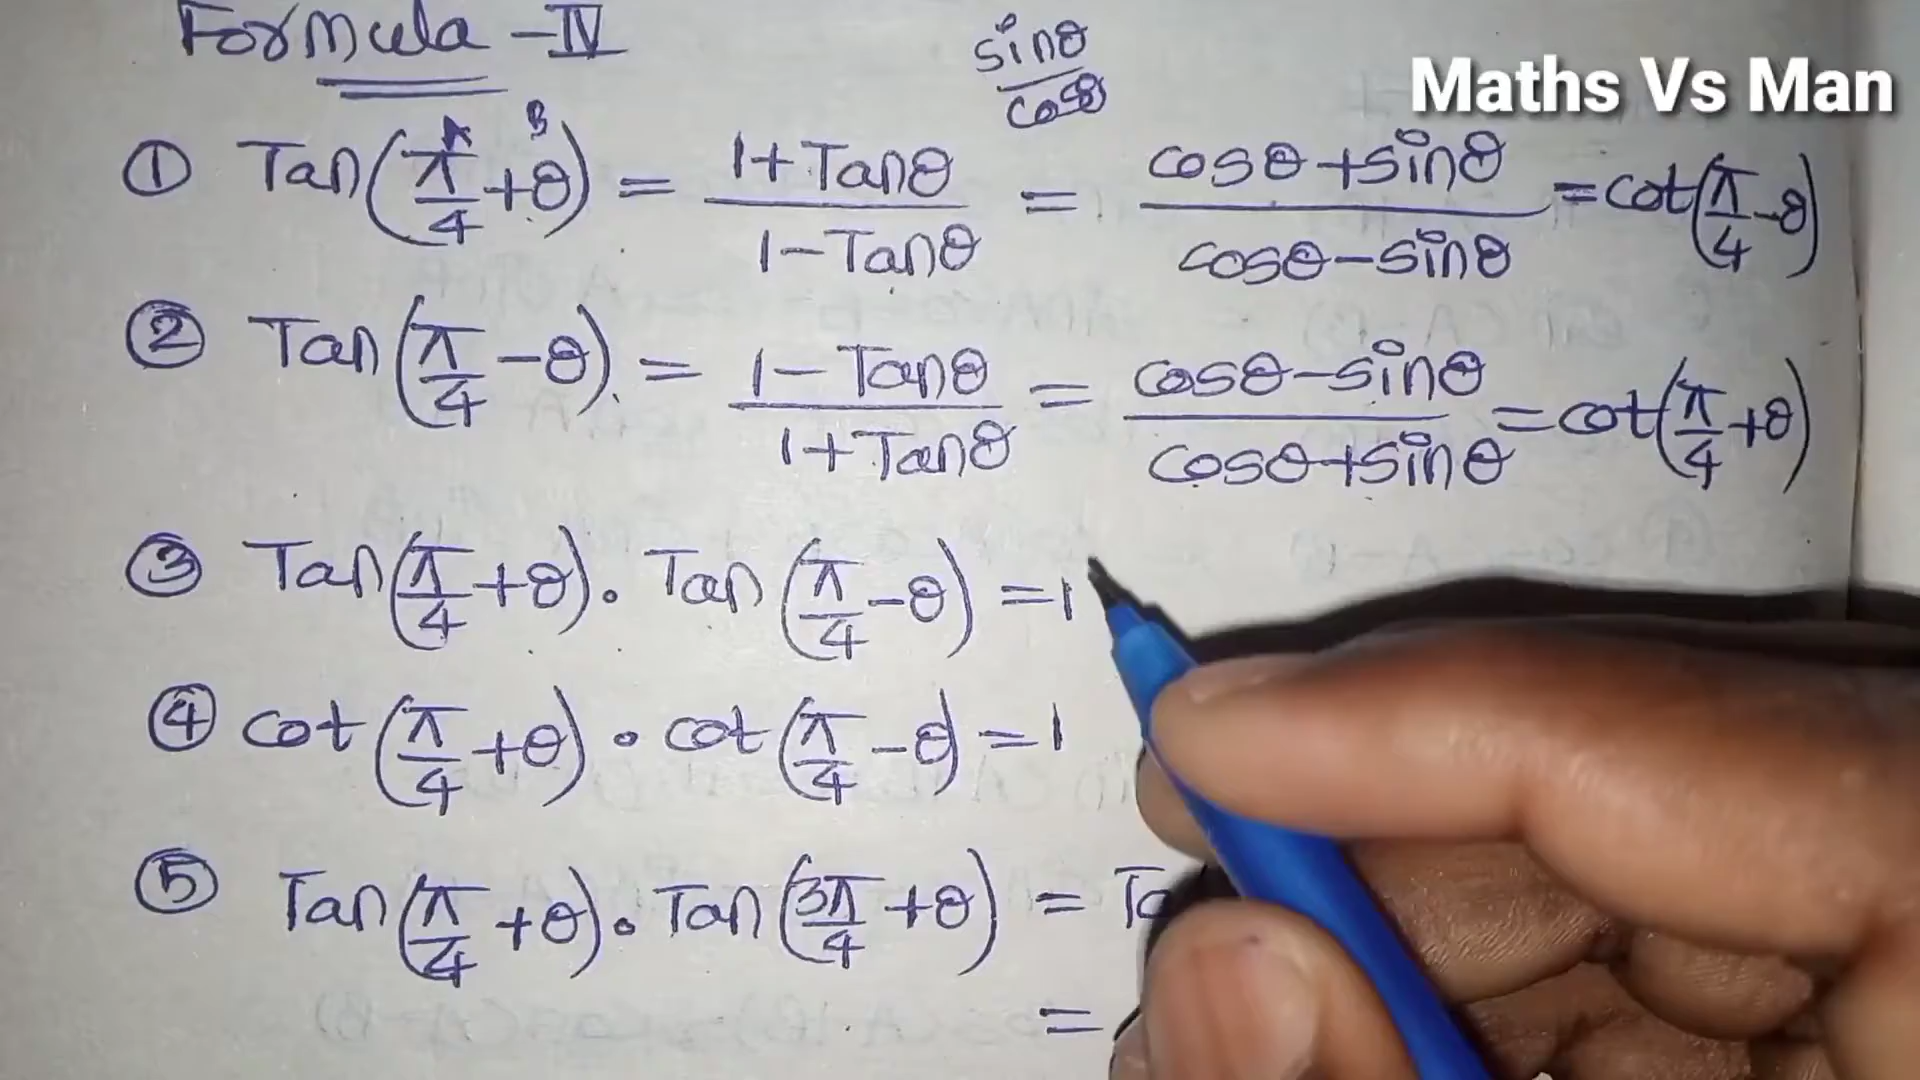 Formula - IV
sinθ/cosθ
Maths Vs Man
① Tan(π/4+θ) = (1+Tanθ)/(1-Tanθ) = (cosθ+sinθ)/(cosθ-sinθ) = cot(π/4-θ)
A B
② Tan(π/4-θ) = (1-Tanθ)/(1+Tanθ) = (cosθ-sinθ)/(cosθ+sinθ) = cot(π/4+θ)
③ Tan(π/4+θ). Tan(π/4-θ) = 1
④ cot(π/4+θ). cot(π/4-θ) = 1
⑤ Tan(π/4+θ). Tan(3π/4+θ) = Ta
=